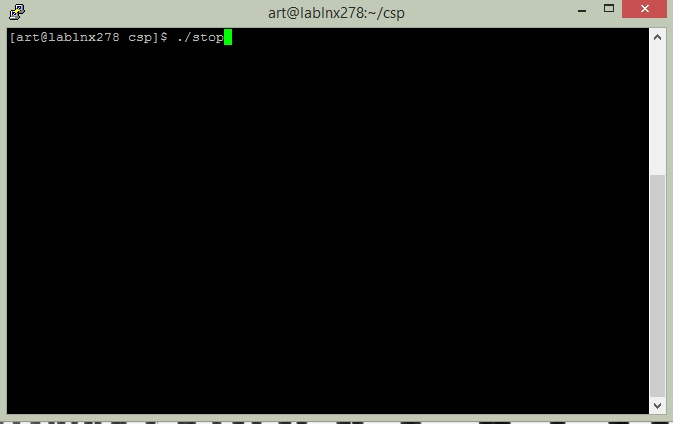 art@lablnx278:~/csp
[art@lablnx278 csp]$ ./stop